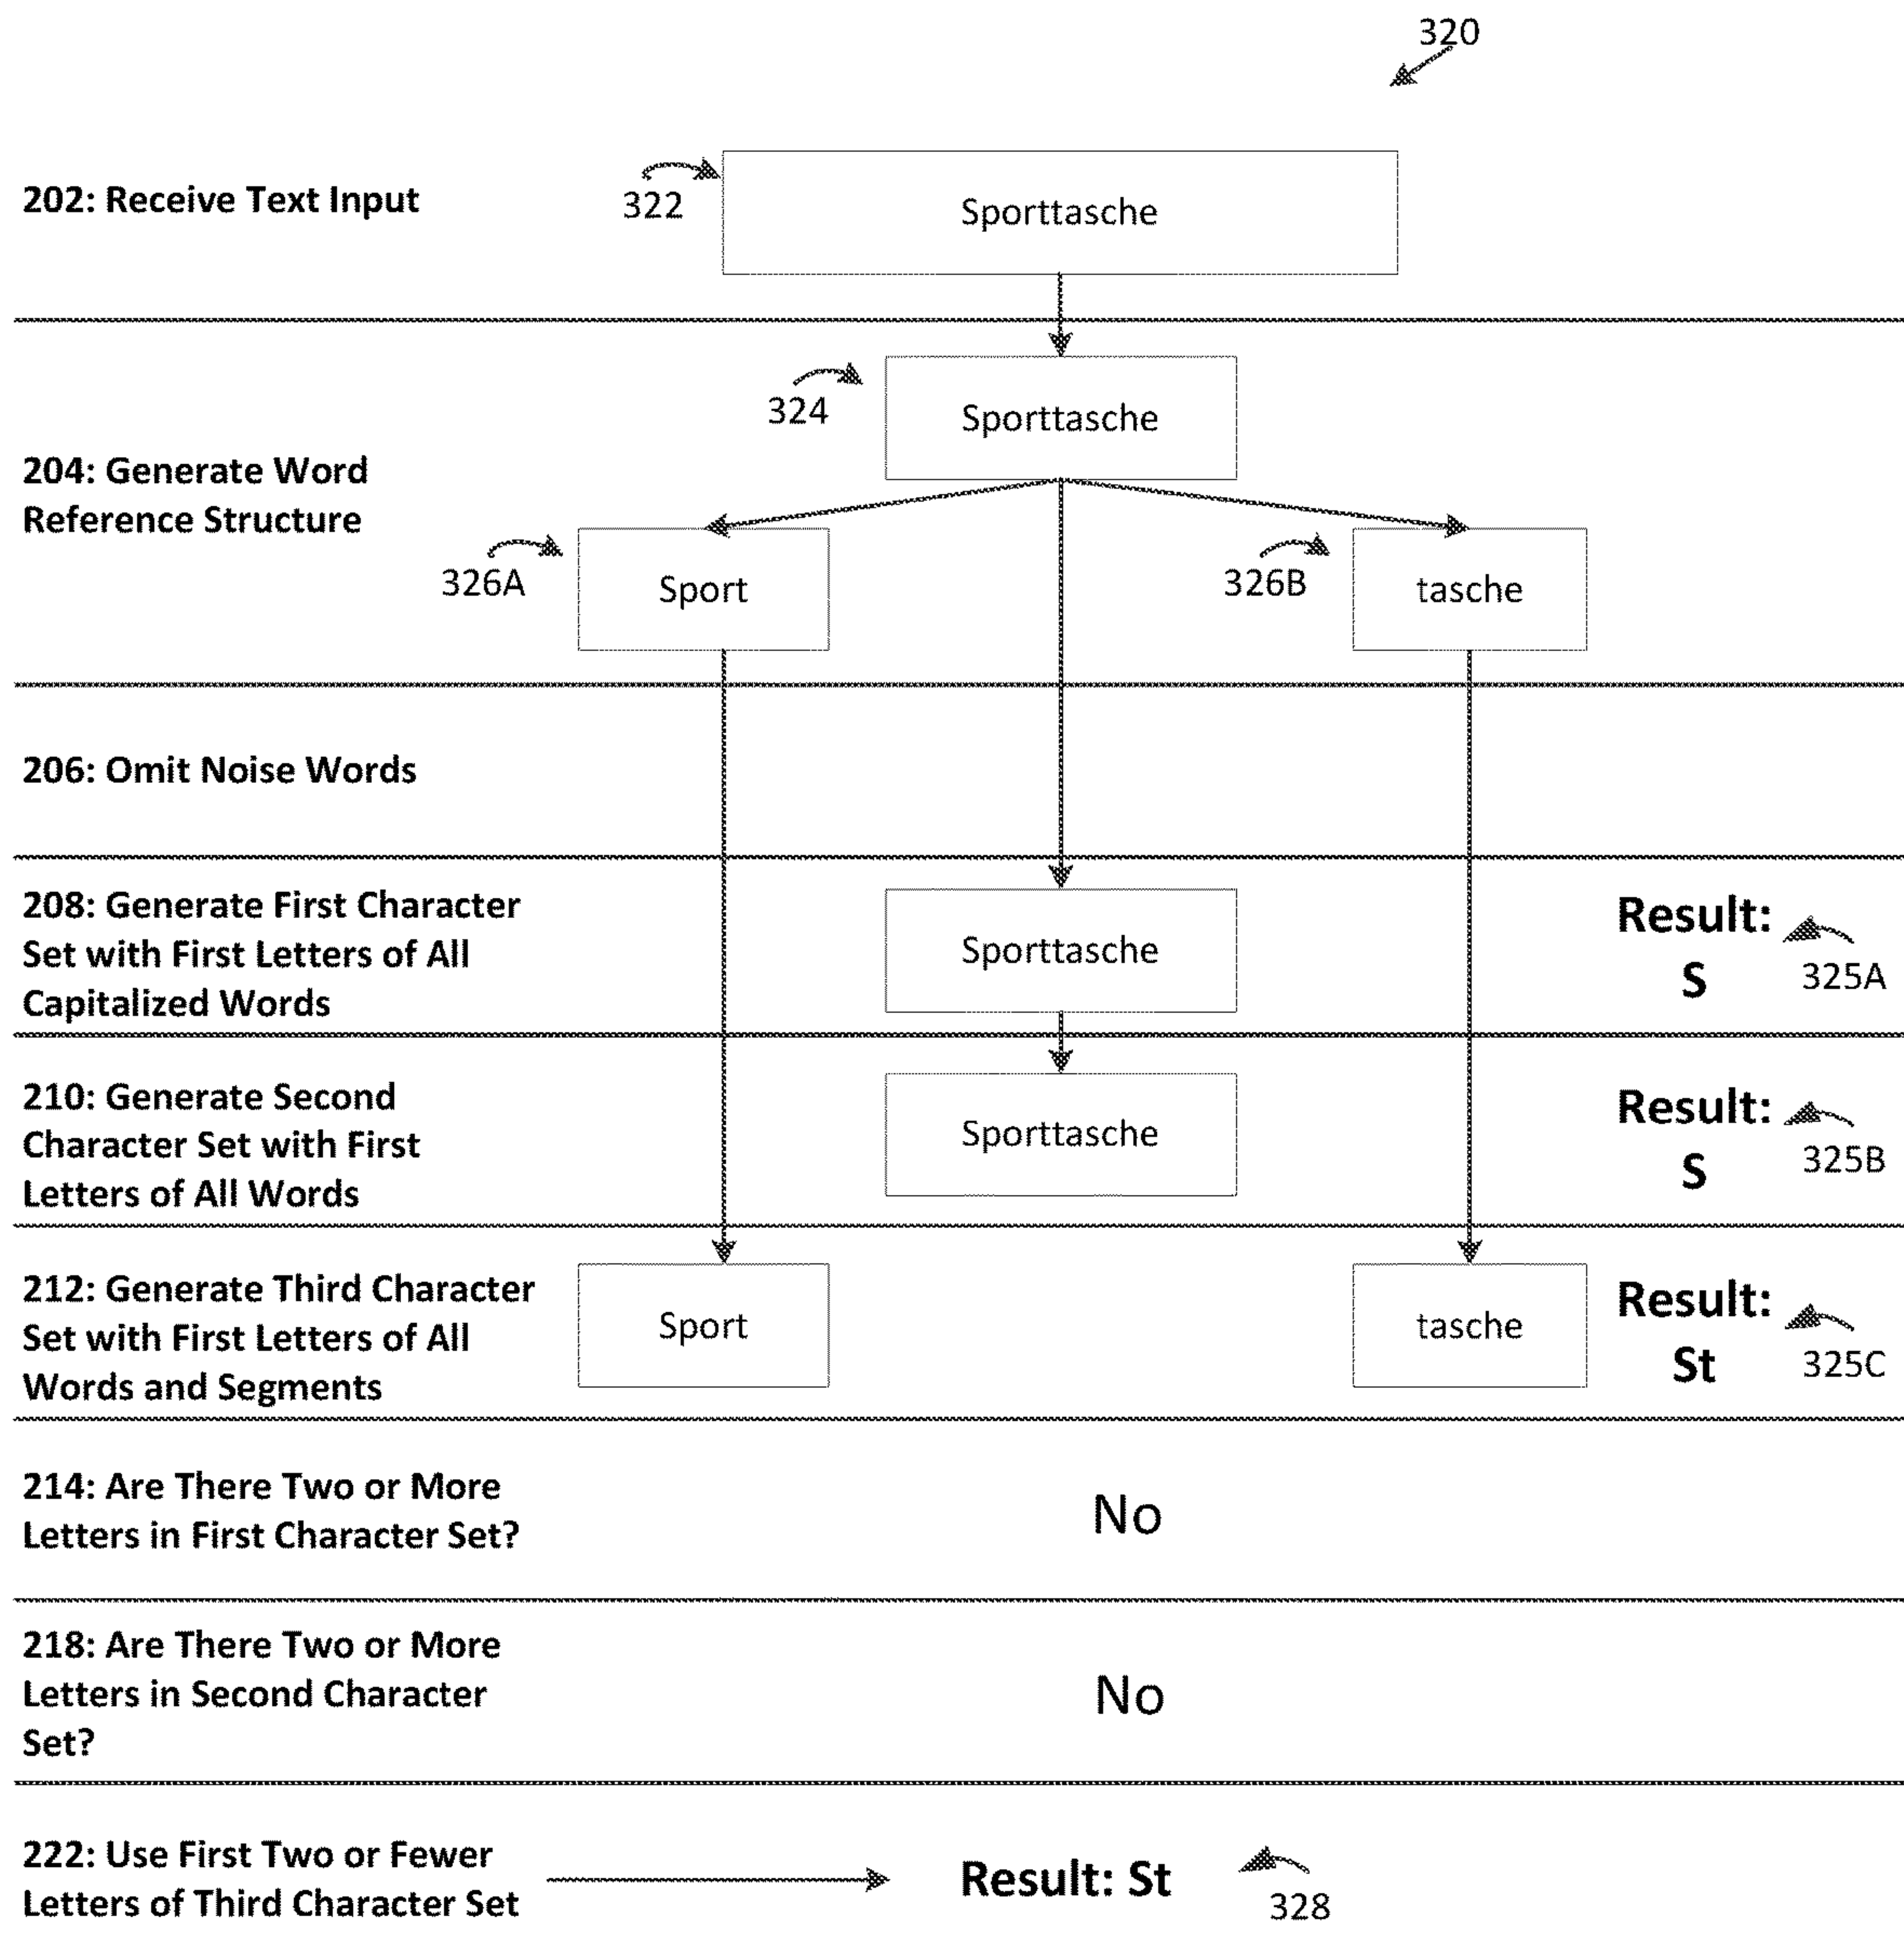 320
202: Receive Text Input
322
Sporttasche
324
Sporttasche
204: Generate Word
Reference Structure
326A
Sport
326B
tasche
206: Omit Noise Words
208: Generate First Character
Set with First Letters of All
Capitalized Words
Sporttasche
Result:
S
325A
210: Generate Second
Character Set with First
Letters of All Words
Sporttasche
Result:
S
325B
212: Generate Third Character
Set with First Letters of All
Words and Segments
Sport
tasche
Result:
St
325C
214: Are There Two or More
Letters in First Character Set?
No
218: Are There Two or More
Letters in Second Character
Set?
No
222: Use First Two or Fewer
Letters of Third Character Set
Result: St
328